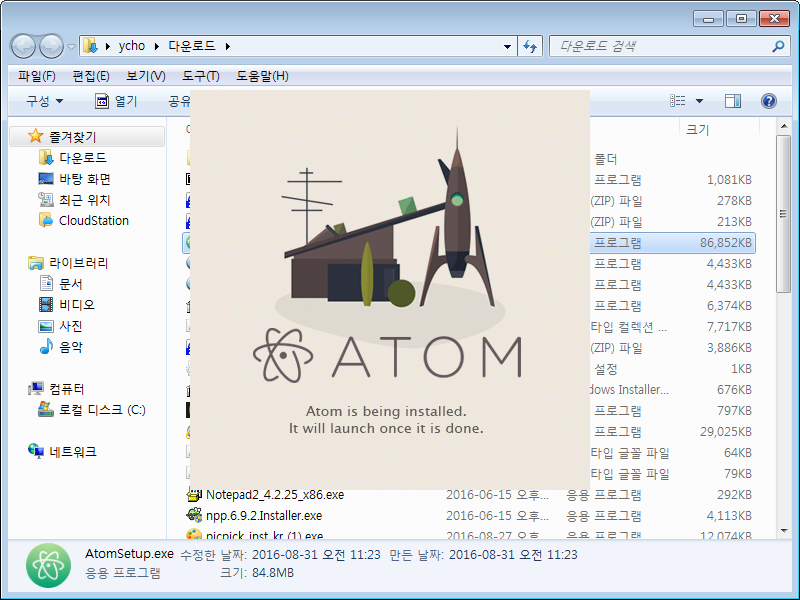 ycho 다운로드
다운로드 검색
파일(F) 편집(E) 보기(V) 도구(T) 도움말(H)
구성 열기 공유
크기
즐겨찾기
다운로드
바탕 화면
최근 위치
CloudStation
라이브러리
문서
비디오
사진
음악
컴퓨터
로컬 디스크 (C:)
네트워크
폴더
프로그램 1,081KB
(ZIP) 파일 278KB
(ZIP) 파일 213KB
프로그램 86,852KB
프로그램 4,433KB
프로그램 4,433KB
프로그램 6,374KB
타입 컬렉션 ... 7,717KB
(ZIP) 파일 3,886KB
설정 1KB
dows Installer... 676KB
프로그램 797KB
프로그램 29,025KB
타입 글꼴 파일 64KB
타입 글꼴 파일 79KB
ATOM
Atom is being installed.
It will launch once it is done.
Notepad2_4.2.25_x86.exe 2016-06-15 오후... 응용 프로그램 292KB
npp.6.9.2.Installer.exe 2016-06-15 오후... 응용 프로그램 4,113KB
picpick_inst_kr (1).exe 2016-08-27 오후... 응용 프로그램 12,074KB
AtomSetup.exe 수정한 날짜: 2016-08-31 오전 11:23 만든 날짜: 2016-08-31 오전 11:23
응용 프로그램 크기: 84.8MB